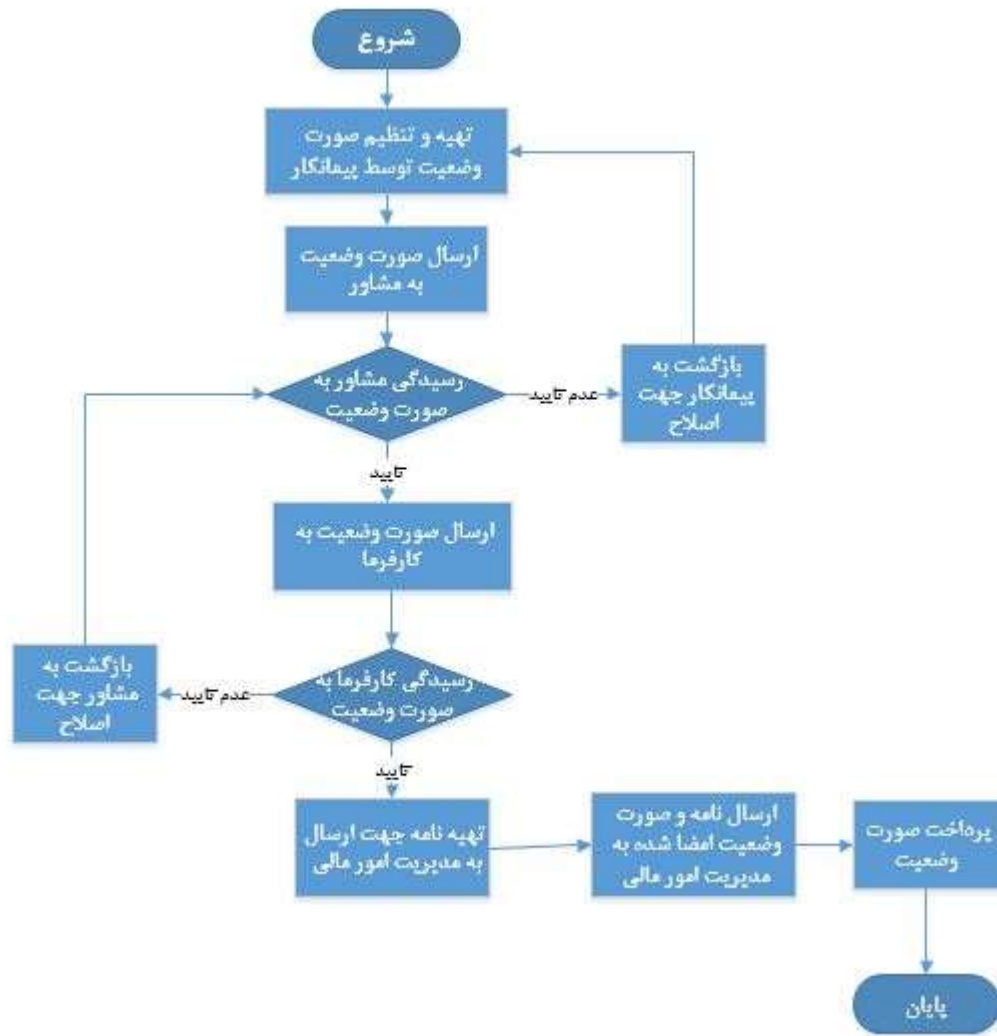 شروع
تهیه و تنظیم صورت
وضعیت توسط پیمانکار
ارسال صورت وضعیت
به مشاور
رسیدگی مشاور به
صورت وضعیت
عدم تایید
بازگشت به
پیمانکار جهت
اصلاح
تایید
ارسال صورت وضعیت به
کارفرما
رسیدگی کارفرما به
صورت وضعیت
عدم تایید
بازگشت به
مشاور جهت
اصلاح
تایید
تهیه نامه جهت ارسال
به مدیریت امور مالی
ارسال نامه و صورت
وضعیت امضا شده به
مدیریت امور مالی
پرداخت صورت
وضعیت
پایان